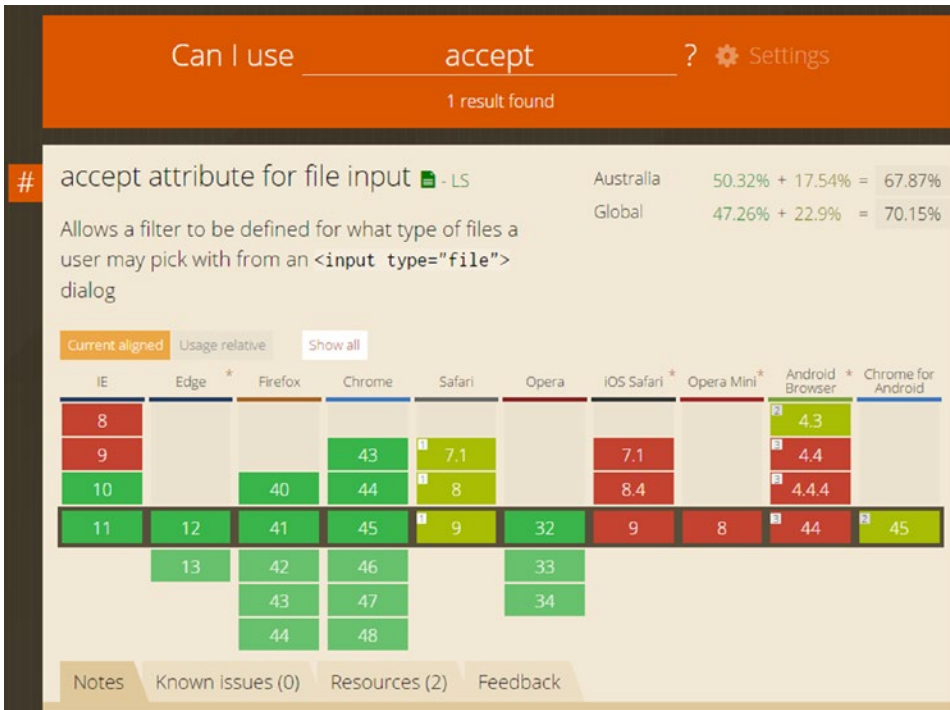 Can I use accept ? Settings
1 result found
# accept attribute for file input - LS
Allows a filter to be defined for what type of files a
user may pick with from an <input type="file">
dialog
Australia 50.32% + 17.54% = 67.87%
Global 47.26% + 22.9% = 70.15%
Current aligned Usage relative Show all
IE Edge * Firefox Chrome Safari Opera iOS Safari * Opera Mini * Android Browser * Chrome for Android
8 2 4.3
9 43 1 7.1 7.1 3 4.4
10 40 44 1 8 8.4 3 4.4.4
11 12 41 45 1 9 32 9 8 3 44 2 45
13 42 46 33
43 47 34
44 48
Notes Known issues (0) Resources (2) Feedback